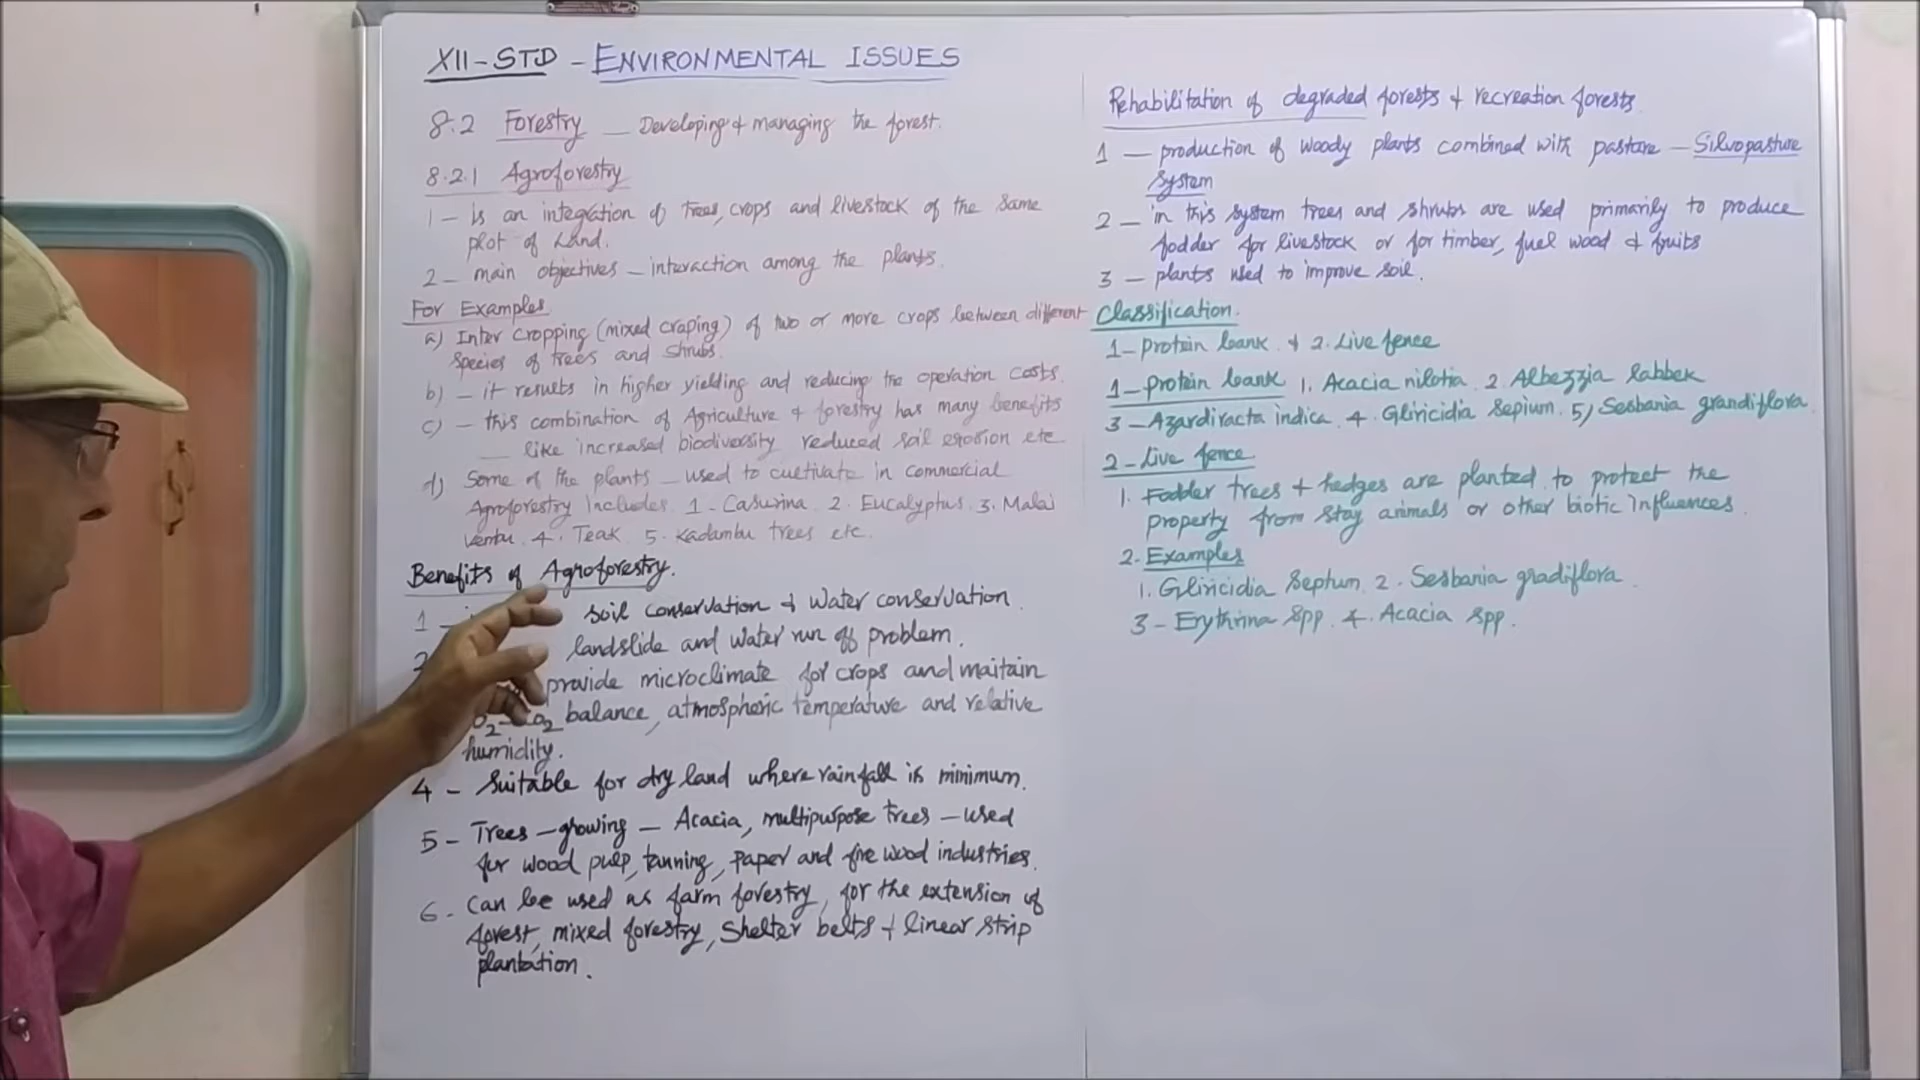 XII-STD - ENVIRONMENTAL ISSUES
8.2 Forestry — Developing & managing the forest.
8.2.1 Agroforestry
1 — is an integration of trees, crops and livestock of the same
plot of Land.
2 — main objectives — interaction among the plants.
For Examples
a) Inter cropping (mixed craping) of two or more crops between different
species of trees and shrubs.
b) — it results in higher yielding and reducing the operation costs.
c) — this combination of Agriculture & forestry has many benefits
— like increased biodiversity reduced soil erosion etc
d) Some of the plants — used to cultivate in commercial
Agroforestry includes 1 - Casurina 2. Eucalyptus. 3. Malai
Vembu. 4. Teak. 5. Kadambu trees etc.
Benefits of Agroforestry.
1 — soil conservation & water conservation.
2 landslide and water run off problem.
provide microclimate for crops and maitain
O2 - CO2 balance, atmospheric temperature and relative
humidity.
4 - Suitable for dry land where rainfall is minimum.
5 - Trees — growing — Acacia, multipurpose trees — used
for wood pulp, tanning, paper and fire wood industries.
6 - Can be used as farm forestry, for the extension of
forest, mixed forestry, shelter belts & linear strip
plantation.
Rehabilitation of degraded forests & recreation forests.
1 — production of woody plants combined with pasture — Silvopasture
System
2 — in this system trees and shrubs are used primarily to produce
fodder for livestock or for timber, fuel wood & fruits
3 — plants used to improve soil.
Classification.
1 - protein bank & 2. Live fence
1 - protein bank 1. Acacia nilotia 2. Albezzia labbek
3 - Azardiracta indica 4. Gliricidia sepium. 5) Sesbania grandiflora
2 - Live fence
1. Fodder trees & hedges are planted to protect the
property from stay animals or other biotic influences.
2. Examples
1. Gliricidia septum 2. Sesbania gradiflora
3 - Erythrina spp. 4. Acacia spp.